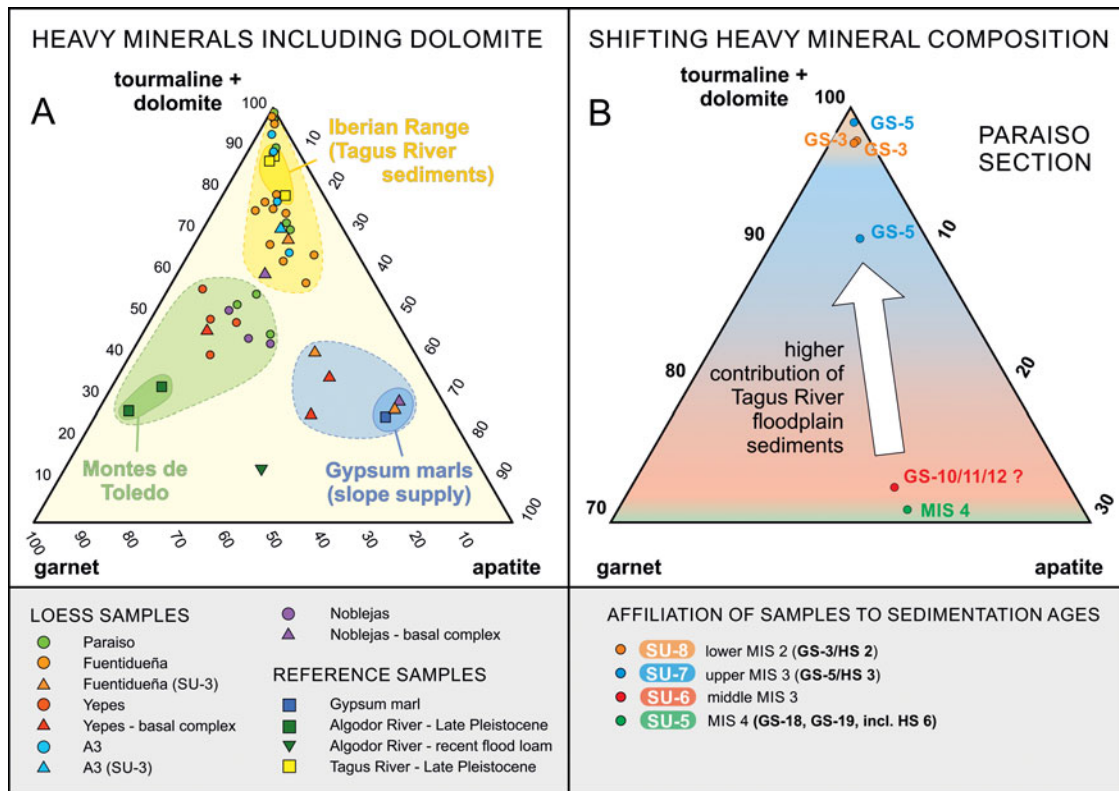 HEAVY MINERALS INCLUDING DOLOMITE
A
tourmaline +
dolomite
100
90
80
70
60
50
40
30
20
10
10
20
30
40
50
60
70
80
90
100
100
90
80
70
60
50
40
30
20
10
garnet
apatite
Iberian Range
(Tagus River
sediments)
Montes de
Toledo
Gypsum marls
(slope supply)
SHIFTING HEAVY MINERAL COMPOSITION
B
tourmaline +
dolomite
PARAISO
SECTION
100
90
80
70
10
20
30
GS-5
GS-3
GS-3
GS-5
higher
contribution of
Tagus River
floodplain
sediments
GS-10/11/12 ?
MIS 4
garnet
apatite
LOESS SAMPLES
Paraiso
Fuentidueña
Fuentidueña (SU-3)
Yepes
Yepes - basal complex
A3
A3 (SU-3)
Noblejas
Noblejas - basal complex
REFERENCE SAMPLES
Gypsum marl
Algodor River - Late Pleistocene
Algodor River - recent flood loam
Tagus River - Late Pleistocene
AFFILIATION OF SAMPLES TO SEDIMENTATION AGES
SU-8 lower MIS 2 (GS-3/HS 2)
SU-7 upper MIS 3 (GS-5/HS 3)
SU-6 middle MIS 3
SU-5 MIS 4 (GS-18, GS-19, incl. HS 6)